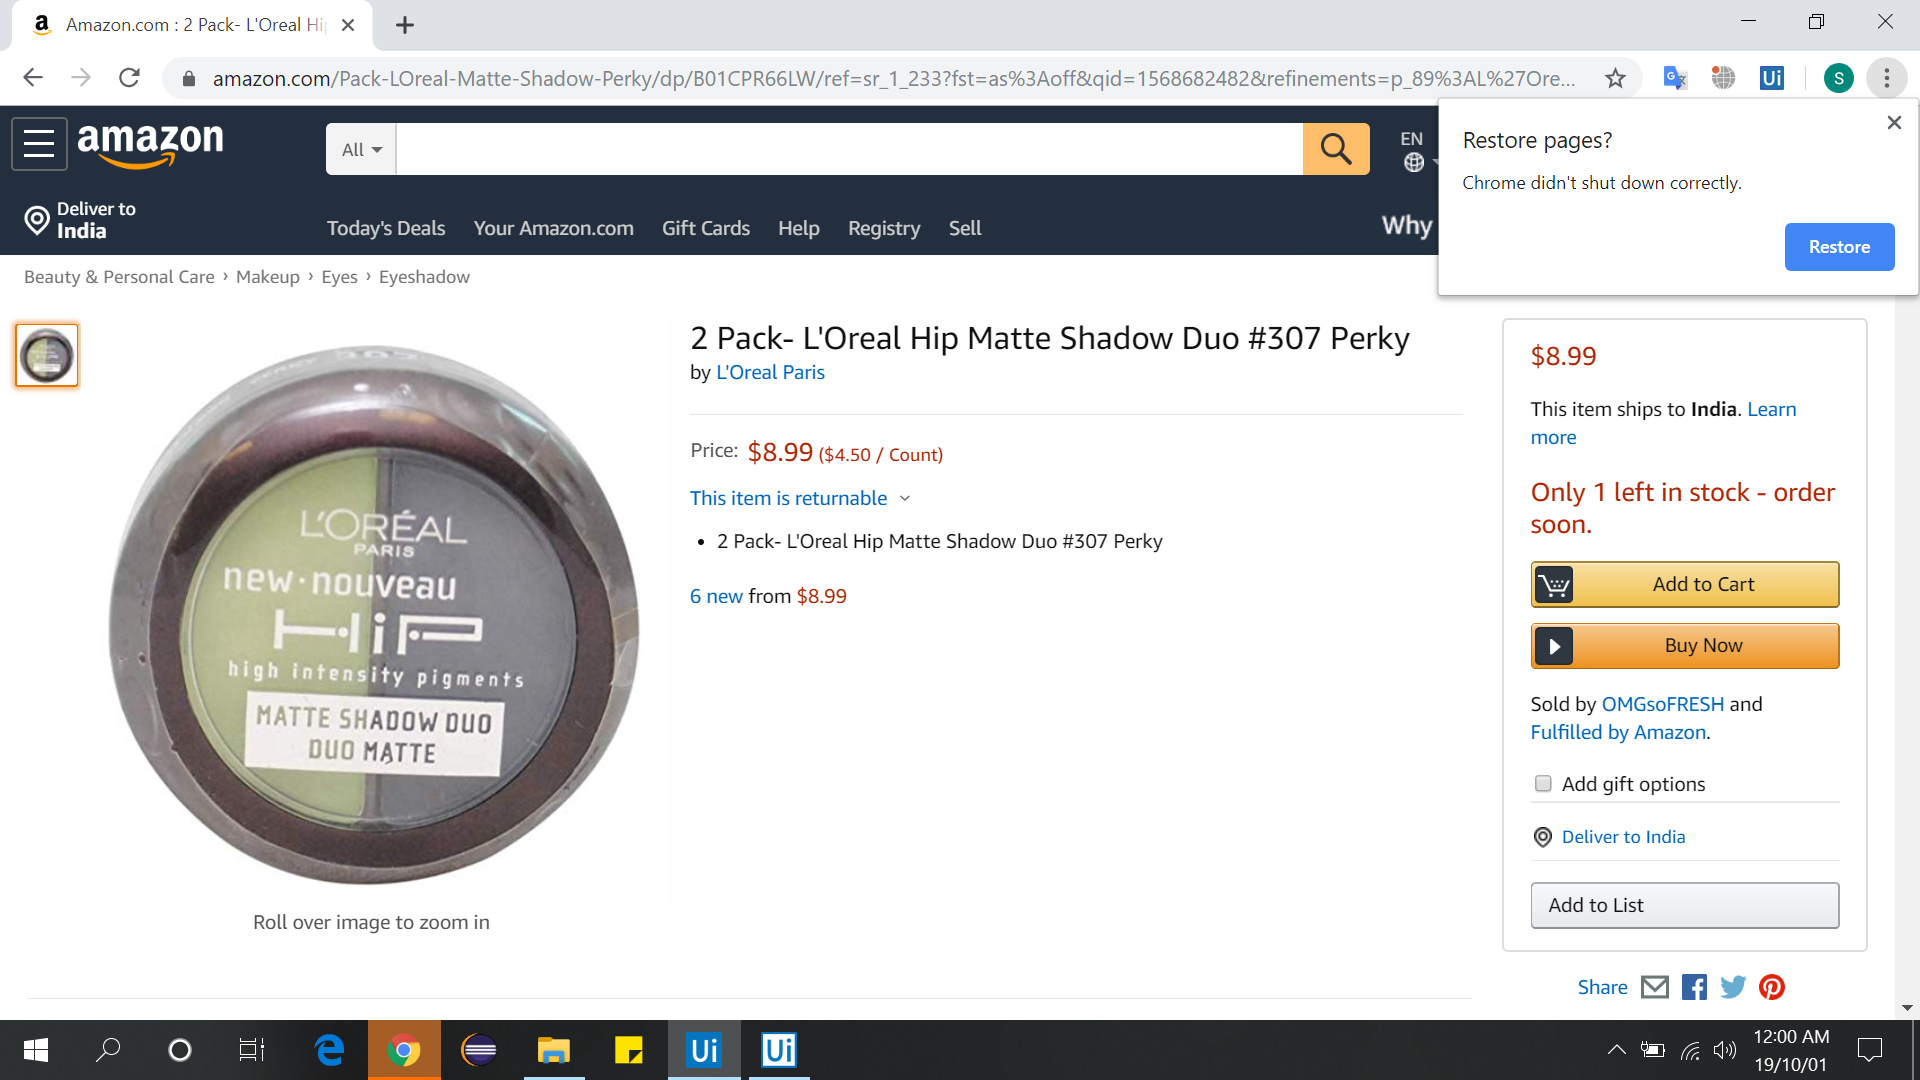 Amazon.com : 2 Pack- L'Oreal Hi
amazon.com/Pack-LOreal-Matte-Shadow-Perky/dp/B01CPR66LW/ref=sr_1_233?fst=as%3Aoff&qid=1568682482&refinements=p_89%3AL%27Ore...
Ui
S
Restore pages?
Chrome didn't shut down correctly.
Restore
amazon
All
EN
Deliver to
India
Today's Deals
Your Amazon.com
Gift Cards
Help
Registry
Sell
Why
Beauty & Personal Care › Makeup › Eyes › Eyeshadow
L'ORÉAL
PARIS
new·nouveau
HiP
high intensity pigments
MATTE SHADOW DUO
DUO MATTE
Roll over image to zoom in
2 Pack- L'Oreal Hip Matte Shadow Duo #307 Perky
by L'Oreal Paris
Price: $8.99 ($4.50 / Count)
This item is returnable
• 2 Pack- L'Oreal Hip Matte Shadow Duo #307 Perky
6 new from $8.99
$8.99
This item ships to India. Learn
more
Only 1 left in stock - order
soon.
Add to Cart
Buy Now
Sold by OMGsoFRESH and
Fulfilled by Amazon.
Add gift options
Deliver to India
Add to List
Share
Ui
Ui
12:00 AM
19/10/01